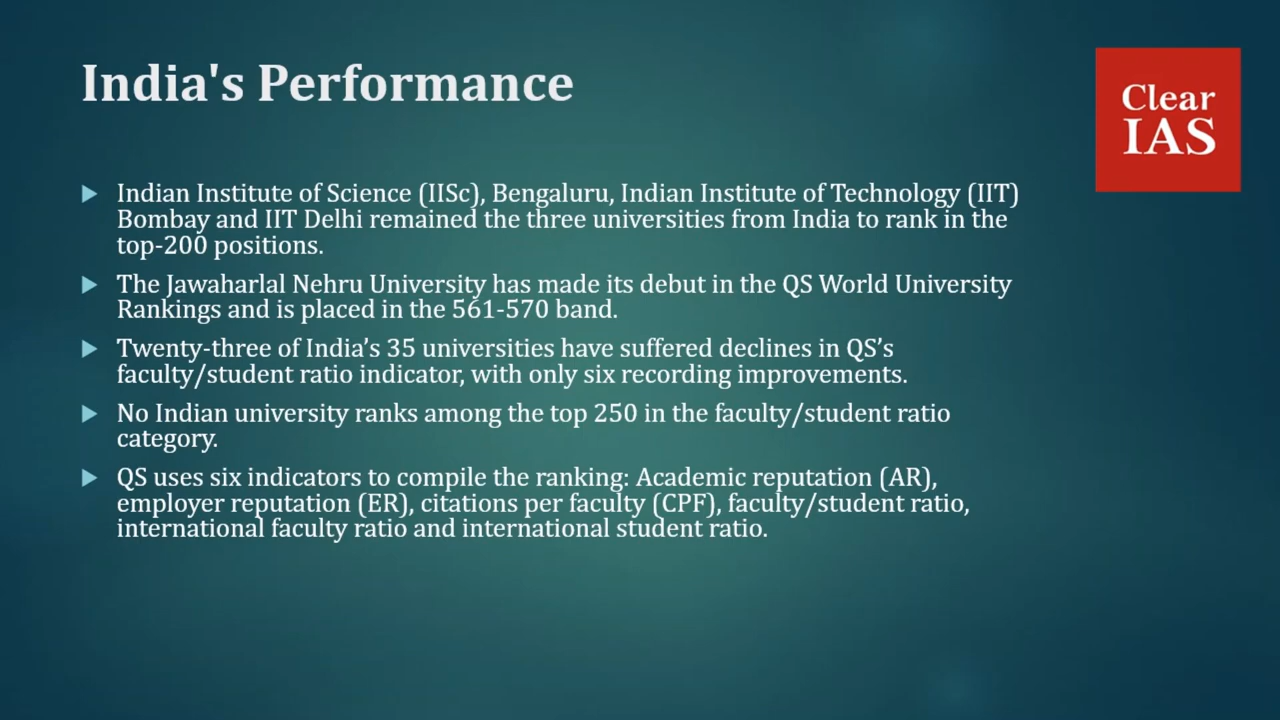 India's Performance
Clear
IAS
Indian Institute of Science (IISc), Bengaluru, Indian Institute of Technology (IIT)
Bombay and IIT Delhi remained the three universities from India to rank in the
top-200 positions.
The Jawaharlal Nehru University has made its debut in the QS World University
Rankings and is placed in the 561-570 band.
Twenty-three of India’s 35 universities have suffered declines in QS’s
faculty/student ratio indicator, with only six recording improvements.
No Indian university ranks among the top 250 in the faculty/student ratio
category.
QS uses six indicators to compile the ranking: Academic reputation (AR),
employer reputation (ER), citations per faculty (CPF), faculty/student ratio,
international faculty ratio and international student ratio.